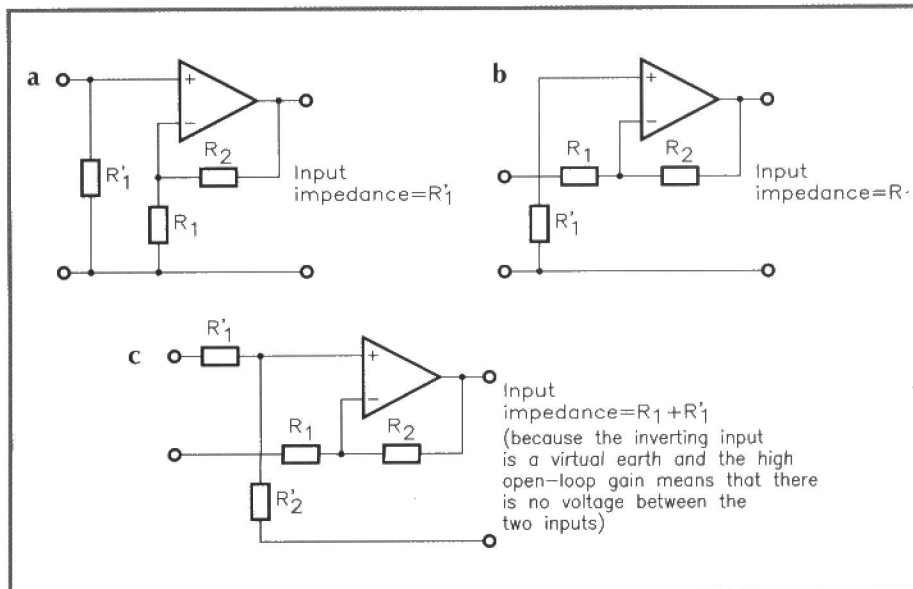 a
+
−
R'1
R2
R1
Input
impedance=R'1
b
+
−
R1
R2
R'1
Input
impedance=R1
c
R'1
+
−
R1
R2
R'2
Input
impedance=R1+R'1
(because the inverting input
is a virtual earth and the high
open-loop gain means that there
is no voltage between the
two inputs)